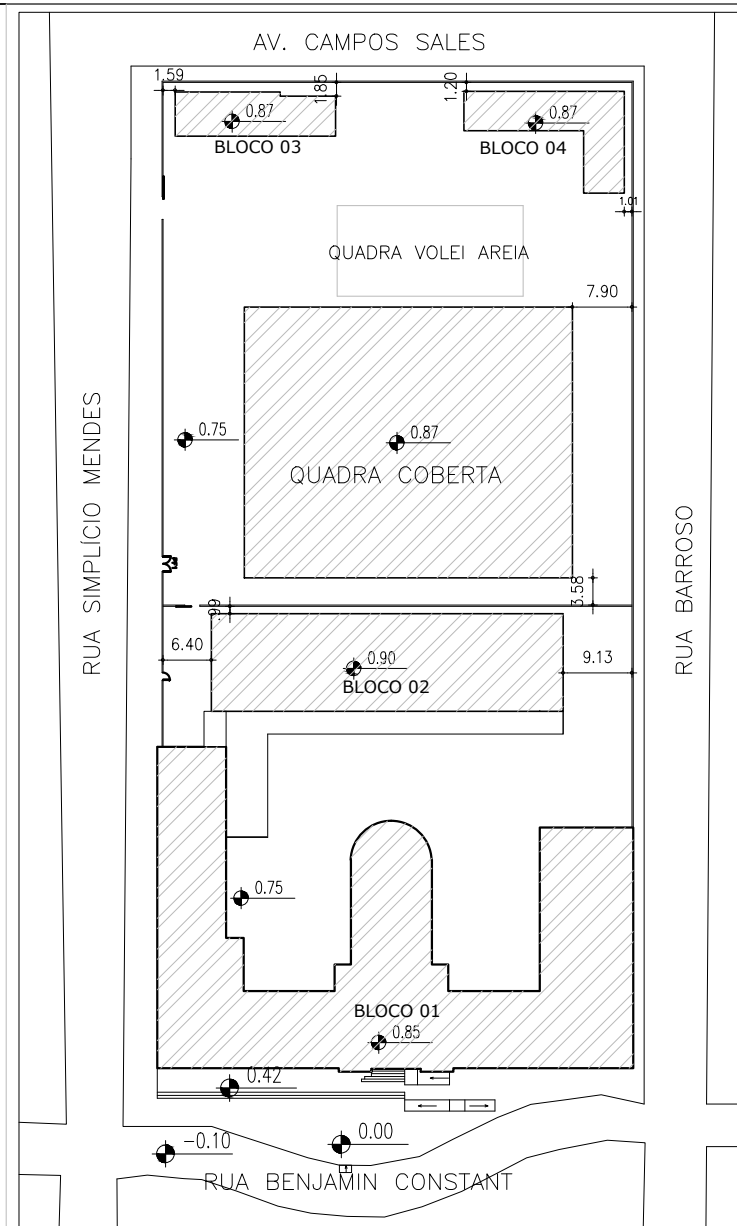 AV. CAMPOS SALES
1.59
1.85
1.20
0.87
0.87
BLOCO 03
BLOCO 04
1.01
QUADRA VOLEI AREIA
7.90
RUA SIMPLÍCIO MENDES
0.75
0.87
QUADRA COBERTA
RUA BARROSO
3.58
.99
6.40
0.90
9.13
BLOCO 02
0.75
BLOCO 01
0.85
0.42
-0.10
0.00
RUA BENJAMIN CONSTANT